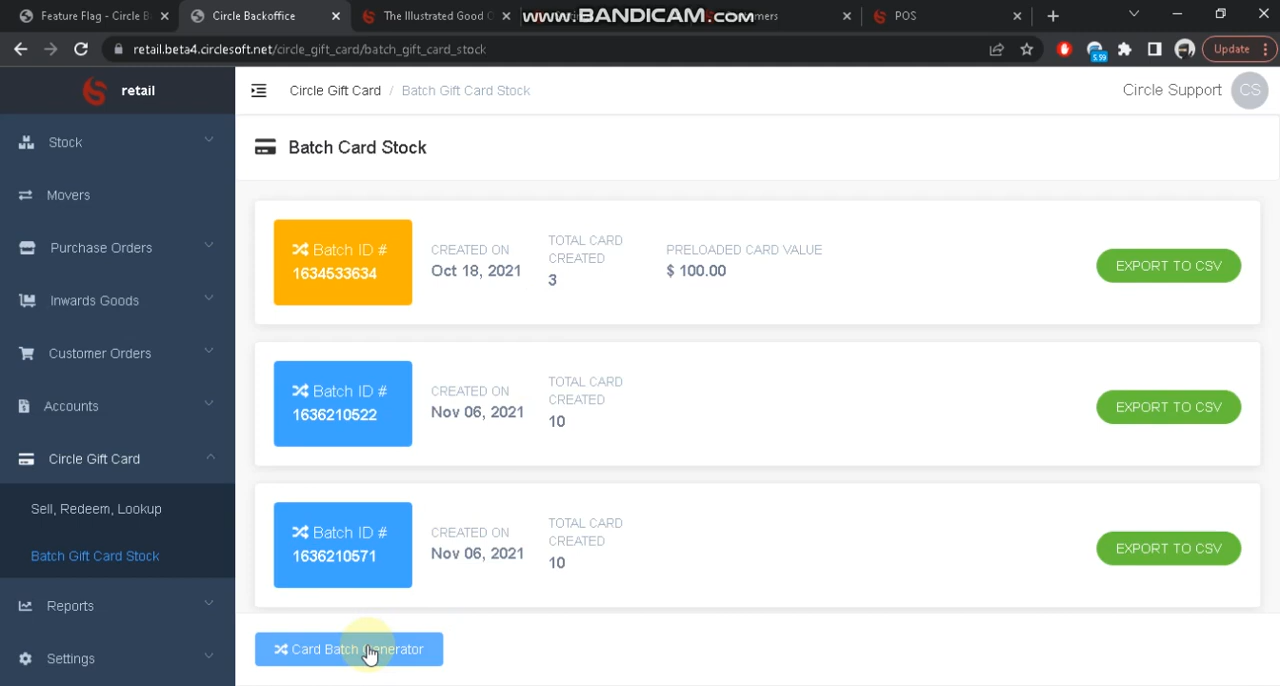 Feature Flag - Circle B
Circle Backoffice
The Illustrated Good C
www.BANDICAM.com
POS
Update
retail.beta4.circlesoft.net/circle_gift_card/batch_gift_card_stock
5.59
retail
Circle Gift Card / Batch Gift Card Stock
Circle Support
CS
Stock
Movers
Purchase Orders
Inwards Goods
Customer Orders
Accounts
Circle Gift Card
Sell, Redeem, Lookup
Batch Gift Card Stock
Reports
Settings
Batch Card Stock
Batch ID #
1634533634
CREATED ON
Oct 18, 2021
TOTAL CARD
CREATED
3
PRELOADED CARD VALUE
$ 100.00
EXPORT TO CSV
Batch ID #
1636210522
CREATED ON
Nov 06, 2021
TOTAL CARD
CREATED
10
EXPORT TO CSV
Batch ID #
1636210571
CREATED ON
Nov 06, 2021
TOTAL CARD
CREATED
10
EXPORT TO CSV
Card Batch Generator